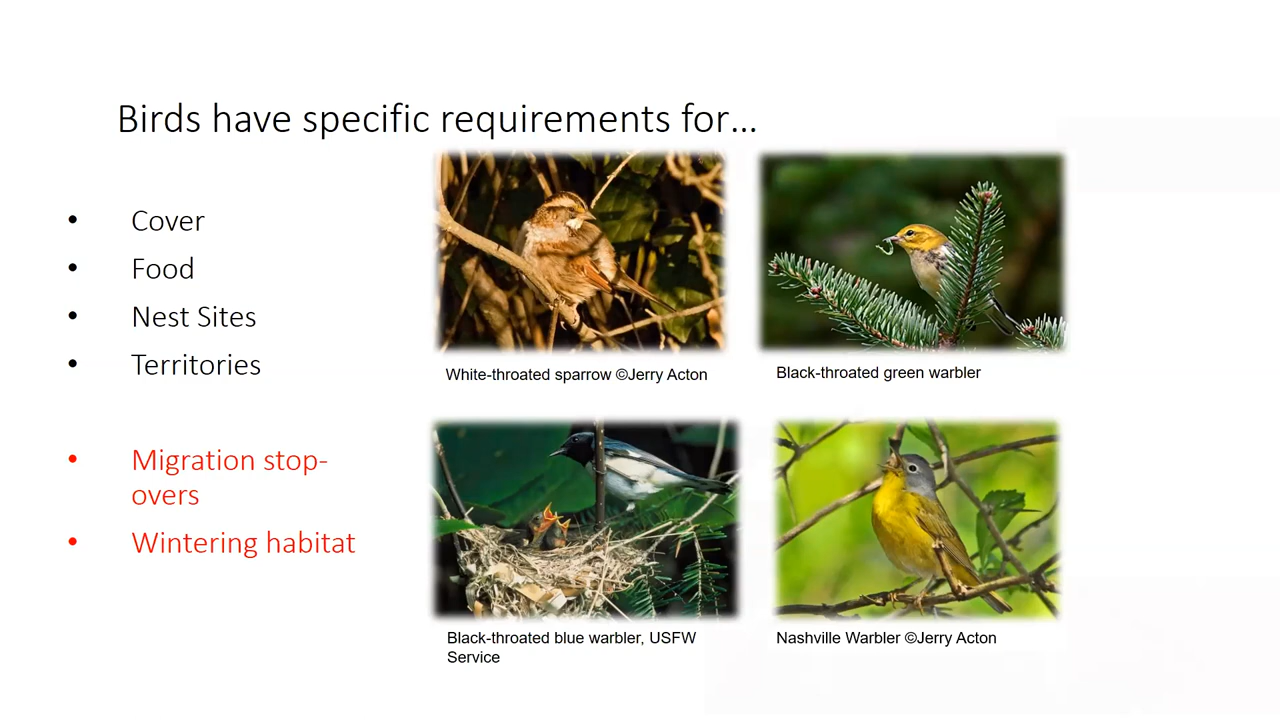 Birds have specific requirements for...
• Cover
• Food
• Nest Sites
• Territories
• Migration stop-
overs
• Wintering habitat
White-throated sparrow ©Jerry Acton
Black-throated green warbler
Black-throated blue warbler, USFW
Service
Nashville Warbler ©Jerry Acton